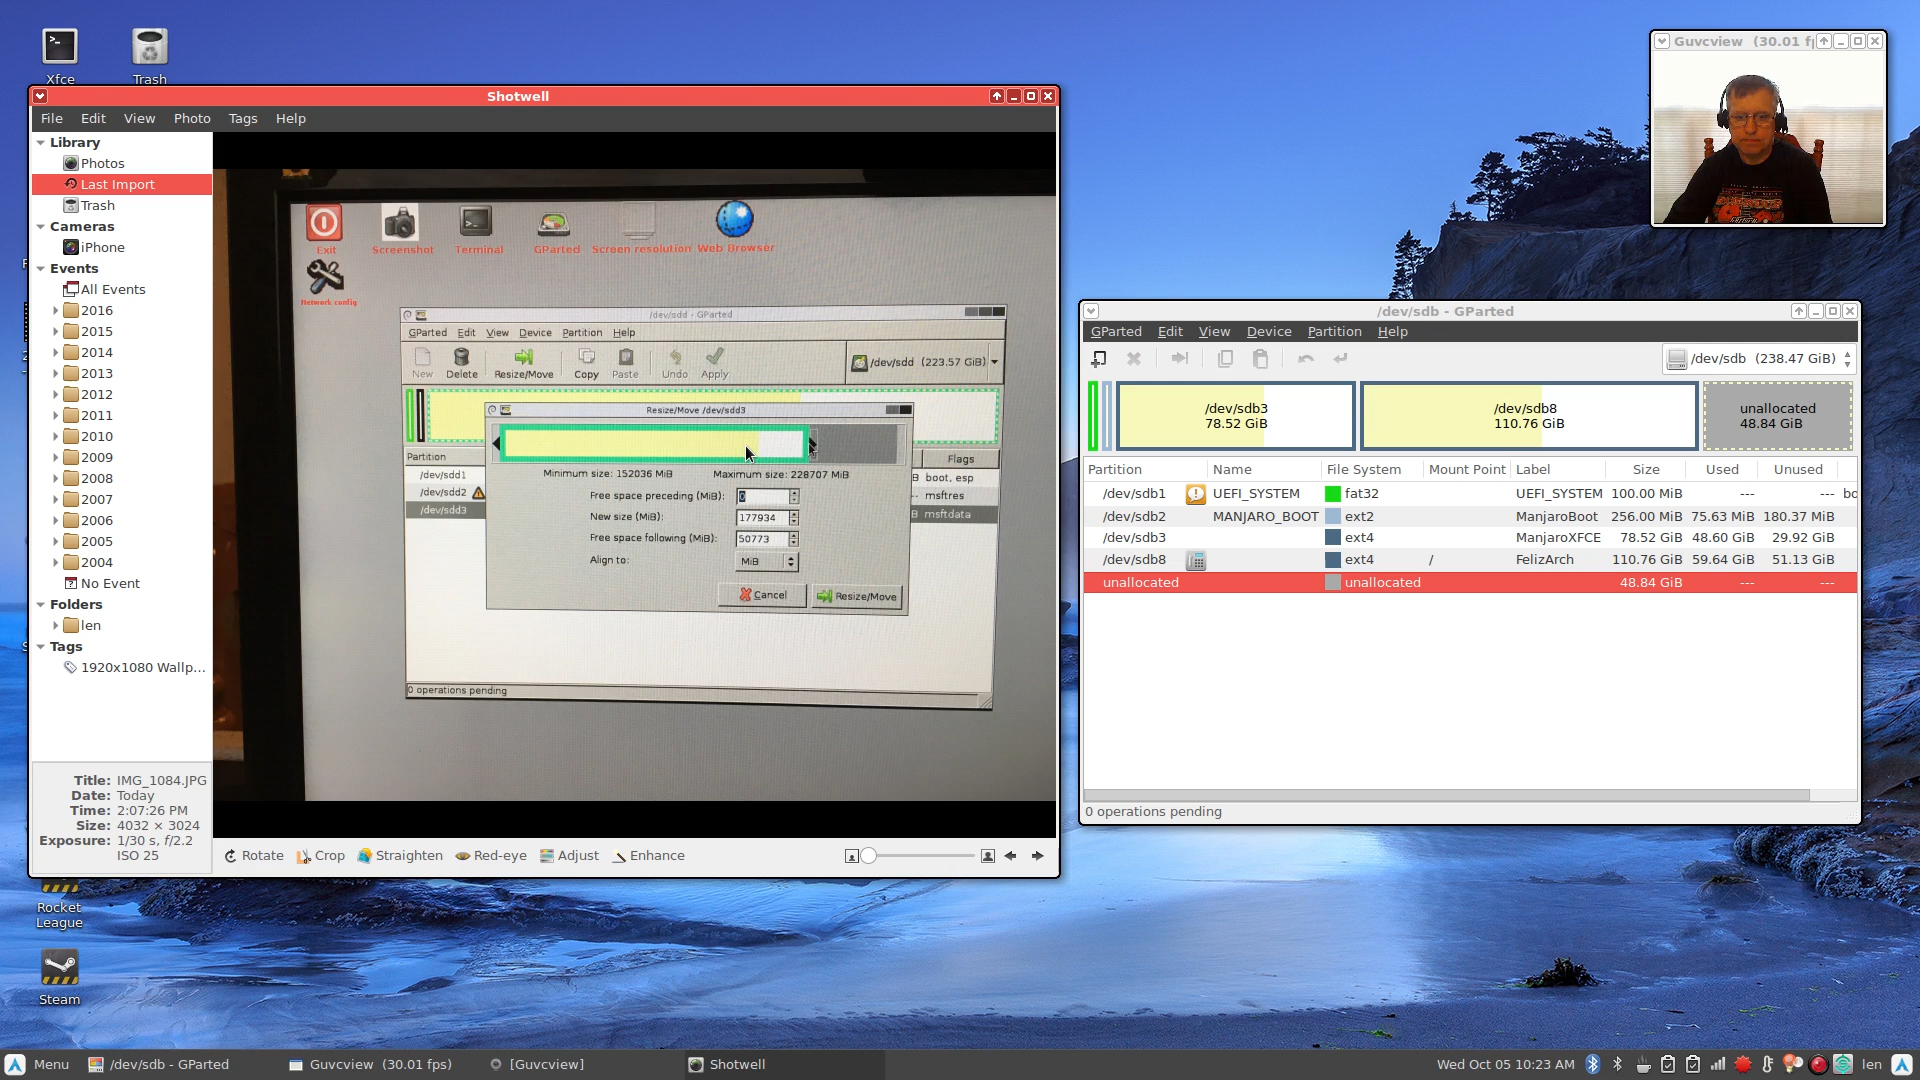 Xfce
Trash
Shotwell
File Edit View Photo Tags Help
Library
Photos
Last Import
Trash
Cameras
iPhone
Events
All Events
2016
2015
2014
2013
2012
2011
2010
2009
2008
2007
2006
2005
2004
No Event
Folders
len
Tags
1920x1080 Wallp...
Title: IMG_1084.JPG
Date: Today
Time: 2:07:26 PM
Size: 4032 × 3024
Exposure: 1/30 s, f/2.2
ISO 25
Exit
Screenshot
Terminal
GParted
Screen resolution
Web Browser
Network config
/dev/sdd - GParted
GParted Edit View Device Partition Help
New Delete Resize/Move Copy Paste Undo Apply
/dev/sdd (223.57 GiB)
Partition
Flags
/dev/sdd1
/dev/sdd2
/dev/sdd3
B boot, esp
-- msftres
B msftdata
Resize/Move /dev/sdd3
Minimum size: 152036 MiB Maximum size: 228707 MiB
Free space preceding (MiB): 0
New size (MiB): 177934
Free space following (MiB): 50773
Align to: MiB
Cancel
Resize/Move
0 operations pending
Rotate Crop Straighten Red-eye Adjust Enhance
Guvcview (30.01 f
/dev/sdb - GParted
GParted Edit View Device Partition Help
/dev/sdb (238.47 GiB)
/dev/sdb3
78.52 GiB
/dev/sdb8
110.76 GiB
unallocated
48.84 GiB
Partition Name File System Mount Point Label Size Used Unused
/dev/sdb1 UEFI_SYSTEM fat32 UEFI_SYSTEM 100.00 MiB --- --- bo
/dev/sdb2 MANJARO_BOOT ext2 ManjaroBoot 256.00 MiB 75.63 MiB 180.37 MiB
/dev/sdb3 ext4 ManjaroXFCE 78.52 GiB 48.60 GiB 29.92 GiB
/dev/sdb8 ext4 / FelizArch 110.76 GiB 59.64 GiB 51.13 GiB
unallocated unallocated 48.84 GiB --- ---
0 operations pending
Rocket
League
Steam
Menu /dev/sdb - GParted Guvcview (30.01 fps) [Guvcview] Shotwell Wed Oct 05 10:23 AM len